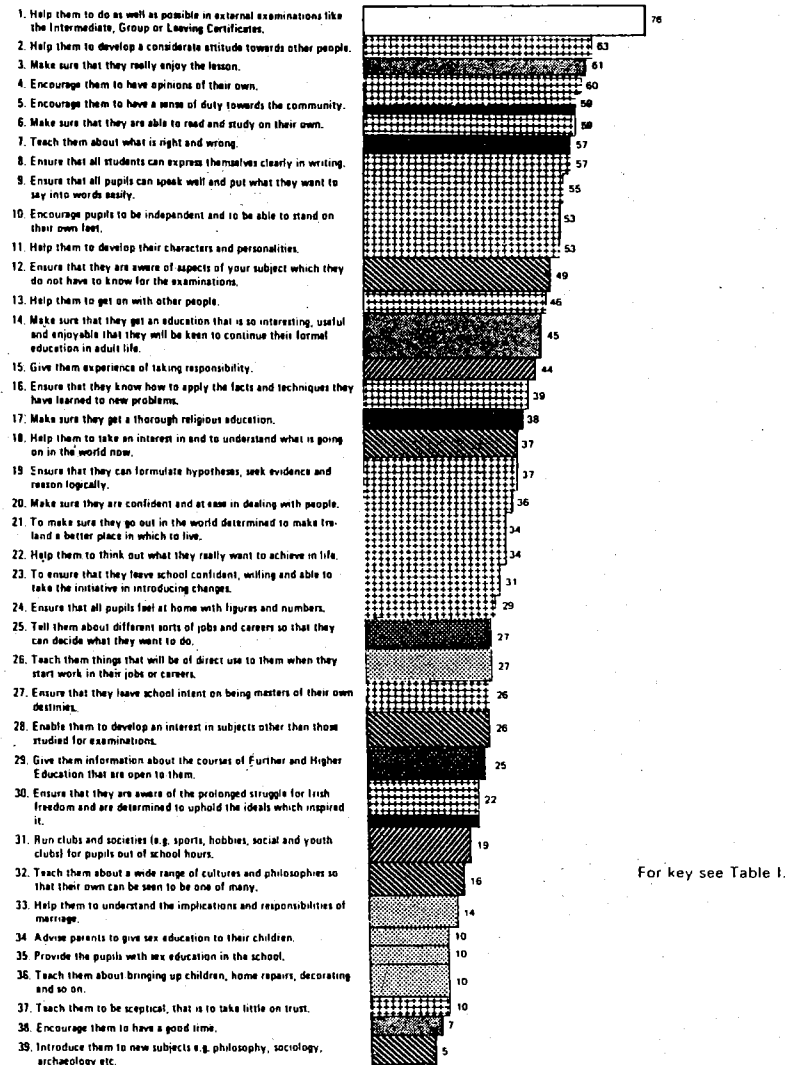 1. Help them to do as well as possible in external examinations like
the Intermediate, Group or Leaving Certificates.
76
2. Help them to develop a considerate attitude towards other people.
63
3. Make sure that they really enjoy the lesson.
61
4. Encourage them to have opinions of their own.
60
5. Encourage them to have a sense of duty towards the community.
59
6. Make sure that they are able to read and study on their own.
59
7. Teach them about what is right and wrong.
57
8. Ensure that all students can express themselves clearly in writing.
57
9. Ensure that all pupils can speak well and put what they want to
say into words easily.
55
10. Encourage pupils to be independent and to be able to stand on
their own feet.
53
11. Help them to develop their characters and personalities.
53
12. Ensure that they are aware of aspects of your subject which they
do not have to know for the examinations.
49
13. Help them to get on with other people.
46
14. Make sure that they get an education that is so interesting, useful
and enjoyable that they will be keen to continue their formal
education in adult life.
45
15. Give them experience of taking responsibility.
44
16. Ensure that they know how to apply the facts and techniques they
have learned to new problems.
39
17. Make sure they get a thorough religious education.
38
18. Help them to take an interest in and to understand what is going
on in the world now.
37
19 Ensure that they can formulate hypotheses, seek evidence and
reason logically.
37
20. Make sure they are confident and at ease in dealing with people.
36
21. To make sure they go out in the world determined to make Ire-
land a better place in which to live.
34
22. Help them to think out what they really want to achieve in life.
34
23. To ensure that they leave school confident, willing and able to
take the initiative in introducing changes.
31
24. Ensure that all pupils feel at home with figures and numbers.
29
25. Tell them about different sorts of jobs and careers so that they
can decide what they want to do.
27
26. Teach them things that will be of direct use to them when they
start work in their jobs or careers.
27
27. Ensure that they leave school intent on being masters of their own
destinies.
26
28. Enable them to develop an interest in subjects other than those
studied for examinations.
26
29. Give them information about the courses of Further and Higher
Education that are open to them.
25
30. Ensure that they are aware of the prolonged struggle for Irish
freedom and are determined to uphold the ideals which inspired
it.
22
31. Run clubs and societies (e.g. sports, hobbies, social and youth
clubs) for pupils out of school hours.
19
32. Teach them about a wide range of cultures and philosophies so
that their own can be seen to be one of many.
16
For key see Table I.
33. Help them to understand the implications and responsibilities of
marriage.
14
34 Advise parents to give sex education to their children.
10
35. Provide the pupils with sex education in the school.
10
36. Teach them about bringing up children, home repairs, decorating
and so on.
10
37. Teach them to be sceptical, that is to take little on trust.
10
38. Encourage them to have a good time.
7
39. Introduce them to new subjects e.g. philosophy, sociology,
archaeology etc.
5